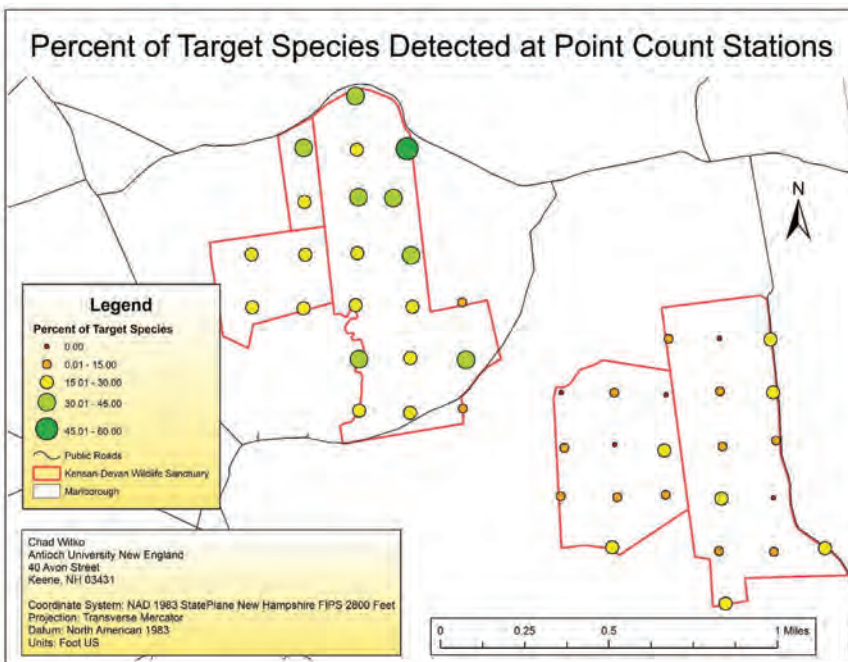 Percent of Target Species Detected at Point Count Stations
N
Legend
Percent of Target Species
0.00
0.01 - 15.00
15.01 - 30.00
30.01 - 45.00
45.01 - 60.00
Public Roads
Kensan-Devan Wildlife Sanctuary
Marlborough
Chad Witko
Antioch University New England
40 Avon Street
Keene, NH 03431
Coordinate System: NAD 1983 StatePlane New Hampshire FIPS 2800 Feet
Projection: Transverse Mercator
Datum: North American 1983
Units: Foot US
0 0.25 0.5 1 Miles